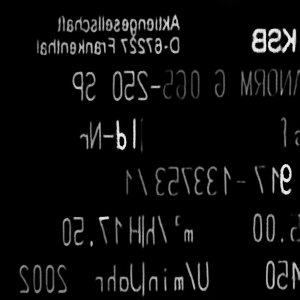 KSB Aktiengesellschaft
D-67227 Frankenthal
ANORM G 065-250 SP
Id-Nr
917-133753/1
5.00 m³/h H 17.50
450 U/min Jahr 2002